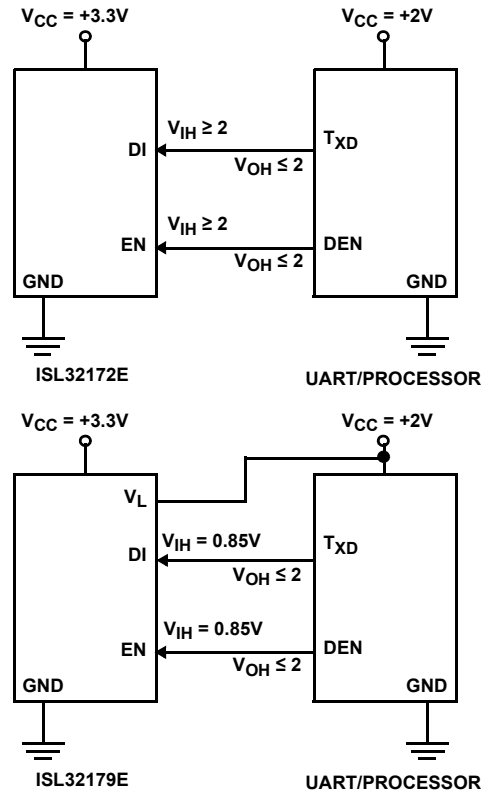 VCC = +3.3V
VCC = +2V
VIH ≥ 2
DI
TXD
VOH ≤ 2
VIH ≥ 2
EN
DEN
VOH ≤ 2
GND
GND
ISL32172E
UART/PROCESSOR
VCC = +3.3V
VCC = +2V
VL
VIH = 0.85V
DI
TXD
VOH ≤ 2
VIH = 0.85V
EN
DEN
VOH ≤ 2
GND
GND
ISL32179E
UART/PROCESSOR